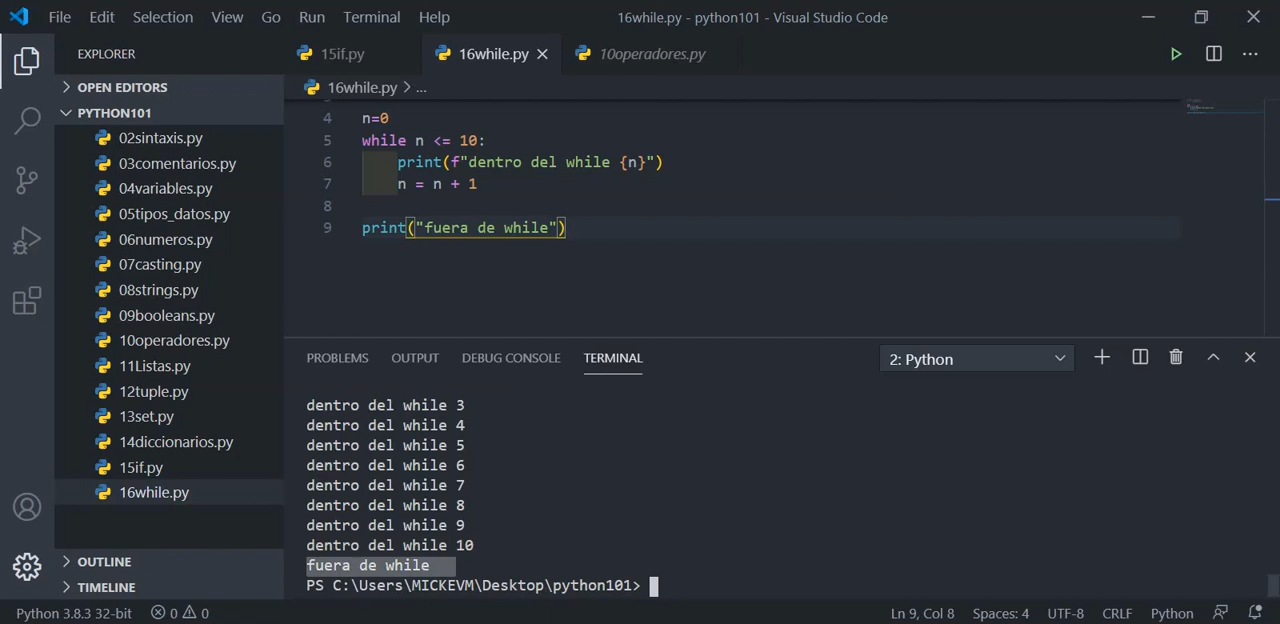 File Edit Selection View Go Run Terminal Help 16while.py - python101 - Visual Studio Code
EXPLORER
OPEN EDITORS
PYTHON101
02sintaxis.py
03comentarios.py
04variables.py
05tipos_datos.py
06numeros.py
07casting.py
08strings.py
09booleans.py
10operadores.py
11Listas.py
12tuple.py
13set.py
14diccionarios.py
15if.py
16while.py
OUTLINE
TIMELINE
15if.py 16while.py 10operadores.py
16while.py > ...
4 n=0
5 while n <= 10:
6 print(f"dentro del while {n}")
7 n = n + 1
8
9 print("fuera de while")
PROBLEMS OUTPUT DEBUG CONSOLE TERMINAL 2: Python
dentro del while 3
dentro del while 4
dentro del while 5
dentro del while 6
dentro del while 7
dentro del while 8
dentro del while 9
dentro del while 10
fuera de while
PS C:\Users\MICKEVM\Desktop\python101>
Python 3.8.3 32-bit 0 0 Ln 9, Col 8 Spaces: 4 UTF-8 CRLF Python